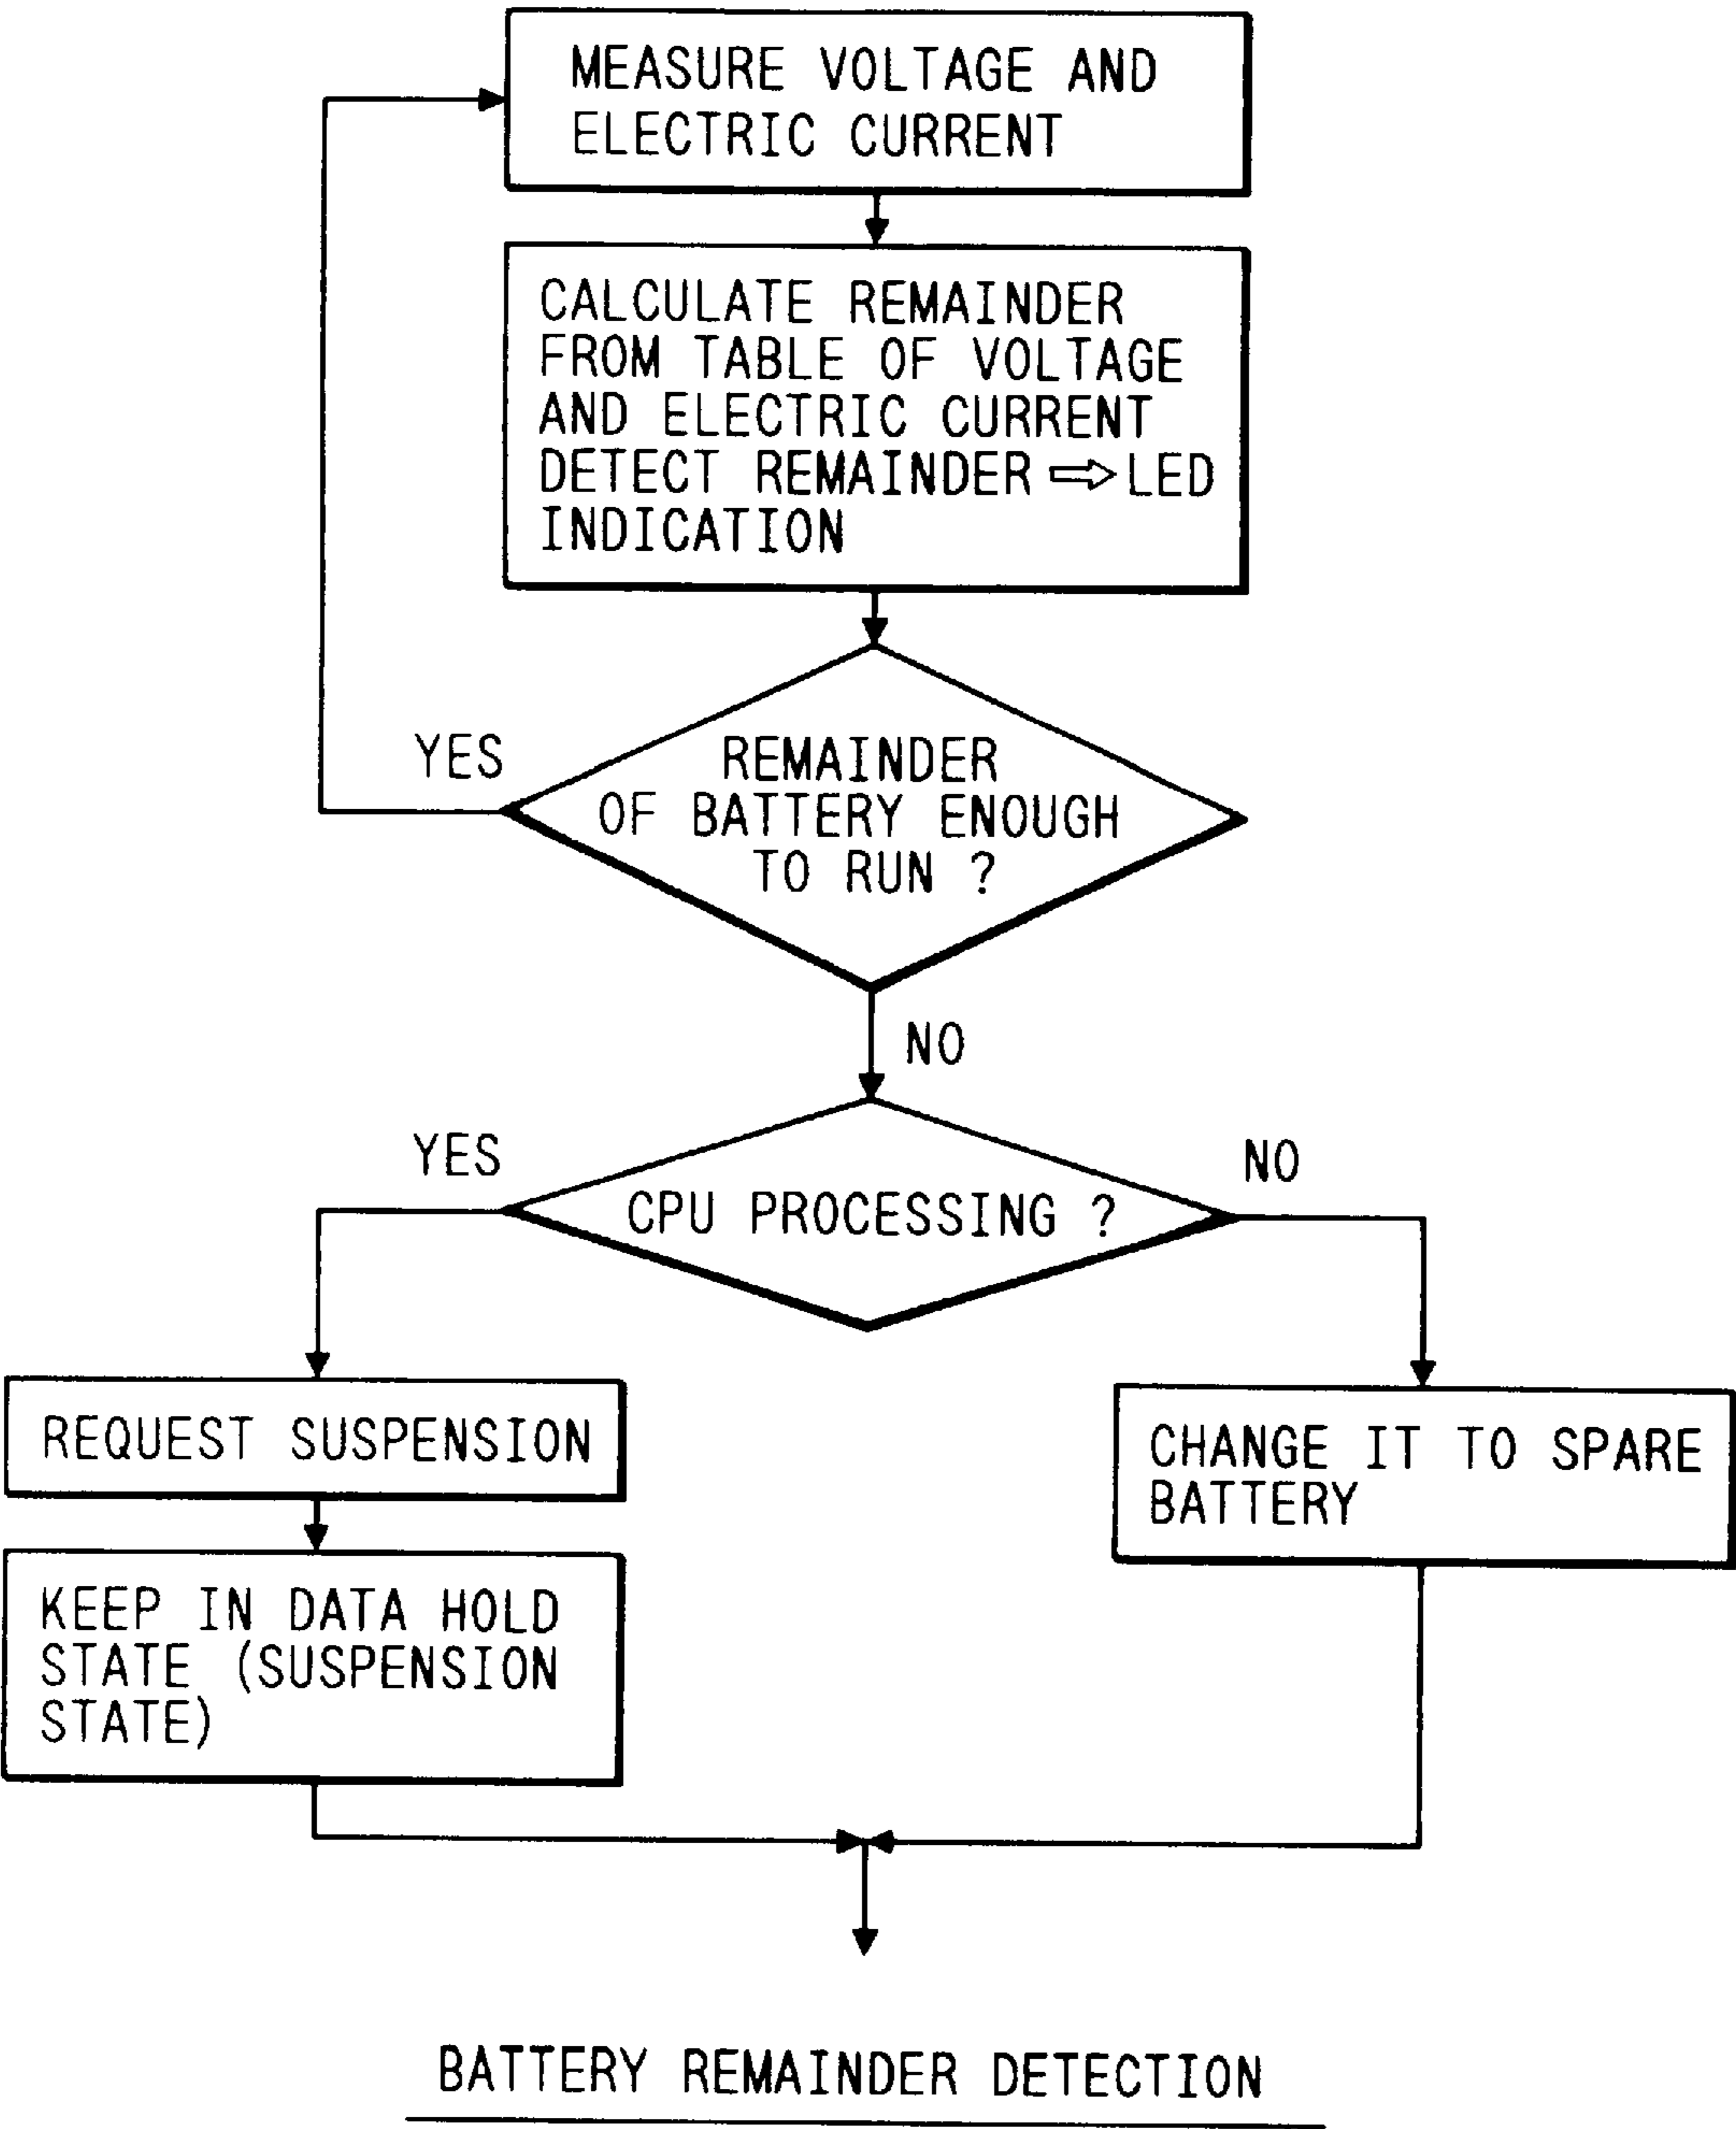 MEASURE VOLTAGE AND
ELECTRIC CURRENT
CALCULATE REMAINDER
FROM TABLE OF VOLTAGE
AND ELECTRIC CURRENT
DETECT REMAINDER ⇨ LED
INDICATION
YES
REMAINDER
OF BATTERY ENOUGH
TO RUN ?
NO
YES
NO
CPU PROCESSING ?
REQUEST SUSPENSION
CHANGE IT TO SPARE
BATTERY
KEEP IN DATA HOLD
STATE (SUSPENSION
STATE)
BATTERY REMAINDER DETECTION